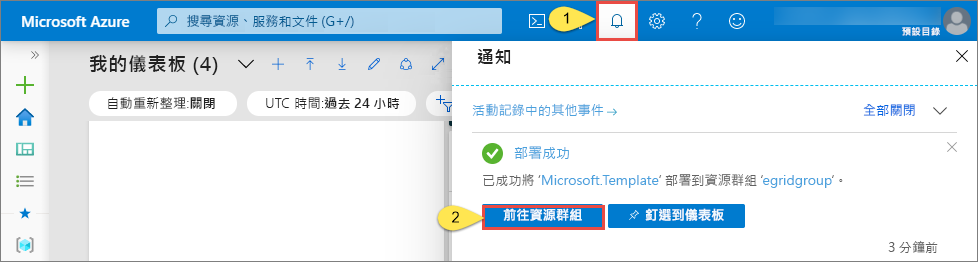 Microsoft Azure
搜尋資源、服務和文件 (G+/)
1
預設目錄
我的儀表板 (4)
自動重新整理:關閉
UTC 時間:過去 24 小時
通知
活動記錄中的其他事件→
全部關閉
部署成功
已成功將 'Microsoft.Template' 部署到資源群組 'egridgroup'。
2
前往資源群組
釘選到儀表板
3 分鐘前